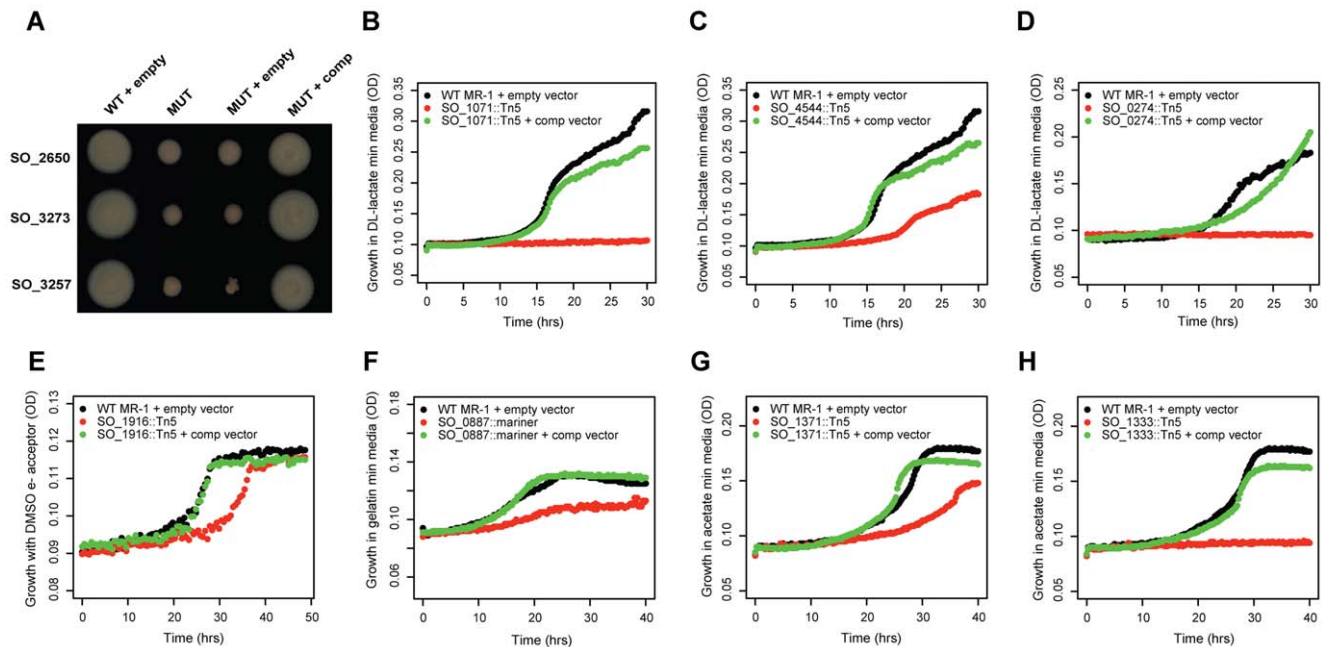 A
WT + empty
MUT
MUT + empty
MUT + comp
SO_2650
SO_3273
SO_3257
B
Growth in DL-lactate min media (OD)
0.35
0.30
0.25
0.20
0.15
0.10
0.05
WT MR-1 + empty vector
SO_1071::Tn5
SO_1071::Tn5 + comp vector
0 5 10 15 20 25 30
Time (hrs)
C
Growth in DL-lactate min media (OD)
0.35
0.30
0.25
0.20
0.15
0.10
0.05
WT MR-1 + empty vector
SO_4544::Tn5
SO_4544::Tn5 + comp vector
0 5 10 15 20 25 30
Time (hrs)
D
Growth in DL-lactate min media (OD)
0.25
0.20
0.15
0.10
0.05
WT MR-1 + empty vector
SO_0274::Tn5
SO_0274::Tn5 + comp vector
0 5 10 15 20 25 30
Time (hrs)
E
Growth with DMSO e- acceptor (OD)
0.13
0.12
0.11
0.10
0.09
0.08
WT MR-1 + empty vector
SO_1916::Tn5
SO_1916::Tn5 + comp vector
0 10 20 30 40 50
Time (hrs)
F
Growth in gelatin min media (OD)
0.18
0.14
0.10
0.06
WT MR-1 + empty vector
SO_0887::mariner
SO_0887::mariner + comp vector
0 10 20 30 40
Time (hrs)
G
Growth in acetate min media (OD)
0.20
0.15
0.10
0.05
WT MR-1 + empty vector
SO_1371::Tn5
SO_1371::Tn5 + comp vector
0 10 20 30 40
Time (hrs)
H
Growth in acetate min media (OD)
0.20
0.15
0.10
0.05
WT MR-1 + empty vector
SO_1333::Tn5
SO_1333::Tn5 + comp vector
0 10 20 30 40
Time (hrs)